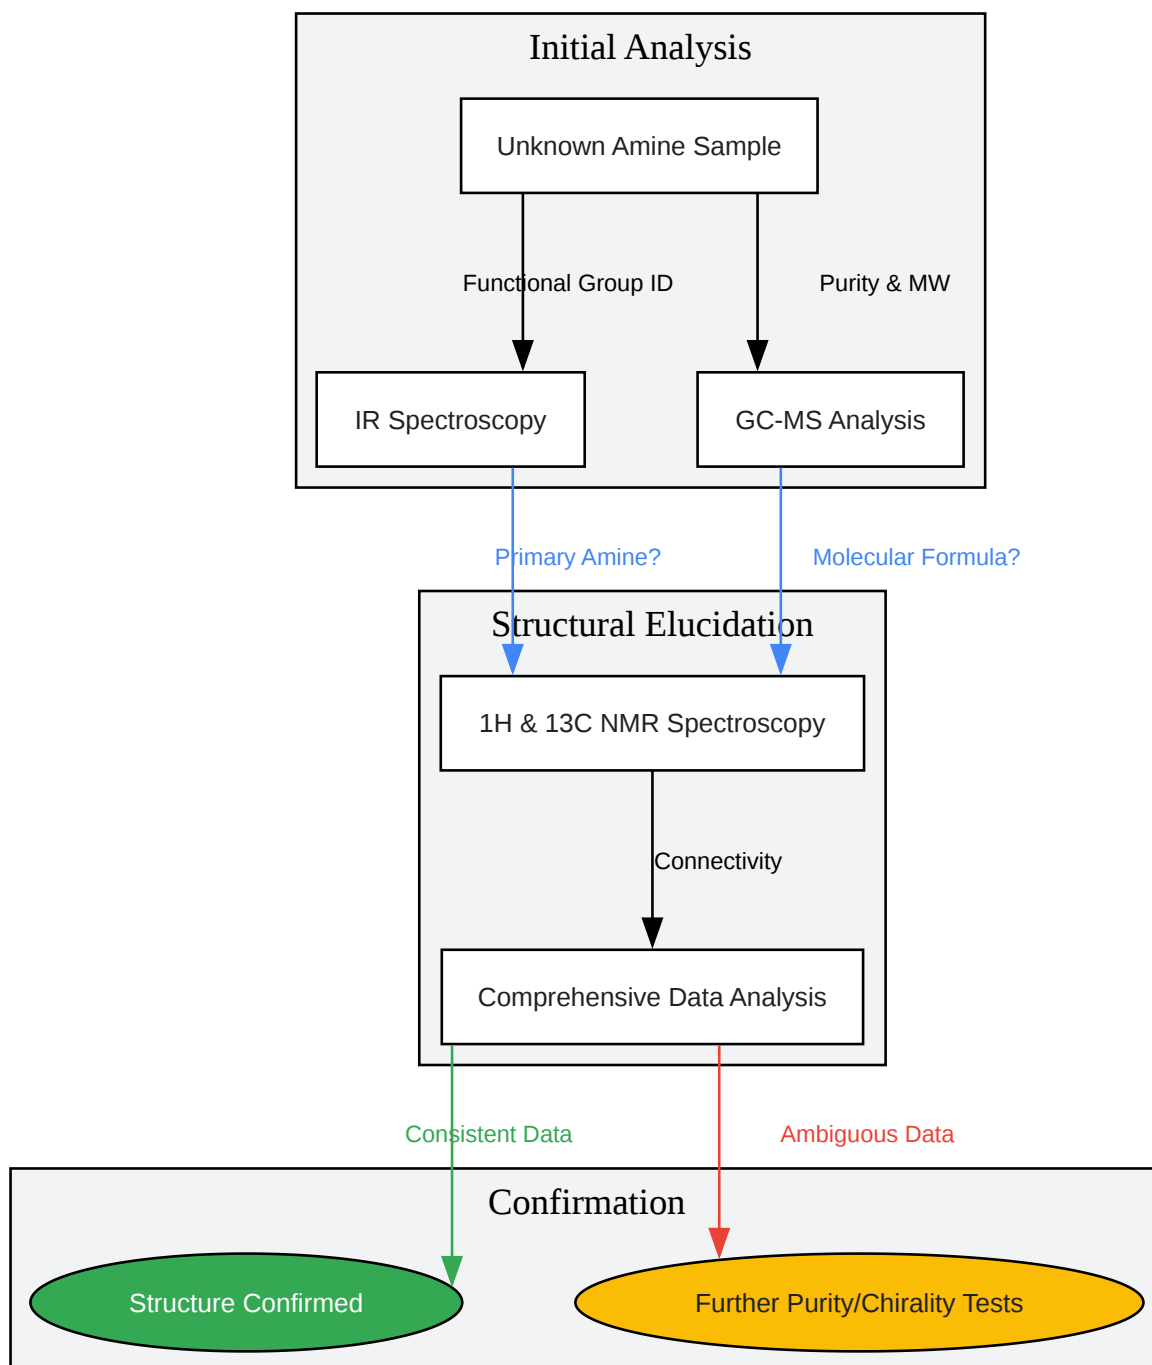 Initial Analysis
Unknown Amine Sample
Functional Group ID
Purity & MW
IR Spectroscopy
GC-MS Analysis
Primary Amine?
Molecular Formula?
Structural Elucidation
1H & 13C NMR Spectroscopy
Connectivity
Comprehensive Data Analysis
Consistent Data
Ambiguous Data
Confirmation
Structure Confirmed
Further Purity/Chirality Tests